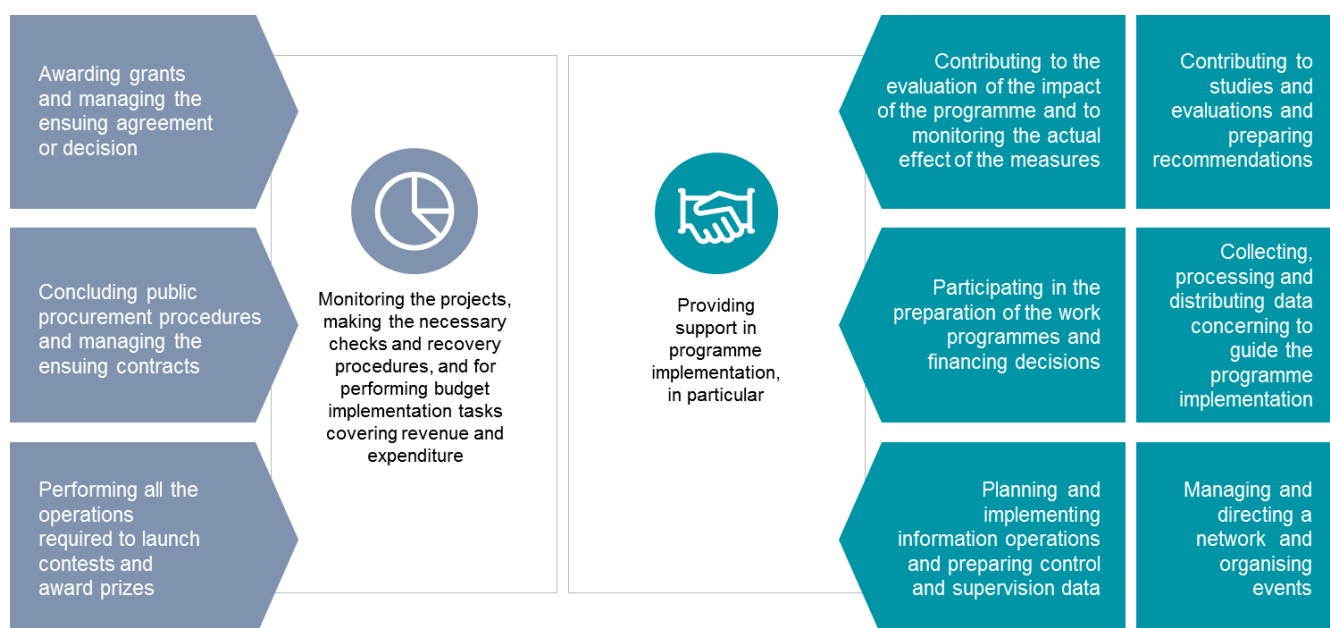 Awarding grants
and managing the
ensuing agreement
or decision
Concluding public
procurement procedures
and managing the
ensuing contracts
Performing all the
operations
required to launch
contests and
award prizes
Monitoring the projects,
making the necessary
checks and recovery
procedures, and for
performing budget
implementation tasks
covering revenue and
expenditure
Providing
support in
programme
implementation,
in particular
Contributing to the
evaluation of the impact
of the programme and to
monitoring the actual
effect of the measures
Contributing to
studies and
evaluations and
preparing
recommendations
Participating in the
preparation of the work
programmes and
financing decisions
Collecting,
processing and
distributing data
concerning to
guide the
programme
implementation
Planning and
implementing
information operations
and preparing control
and supervision data
Managing and
directing a
network and
organising
events